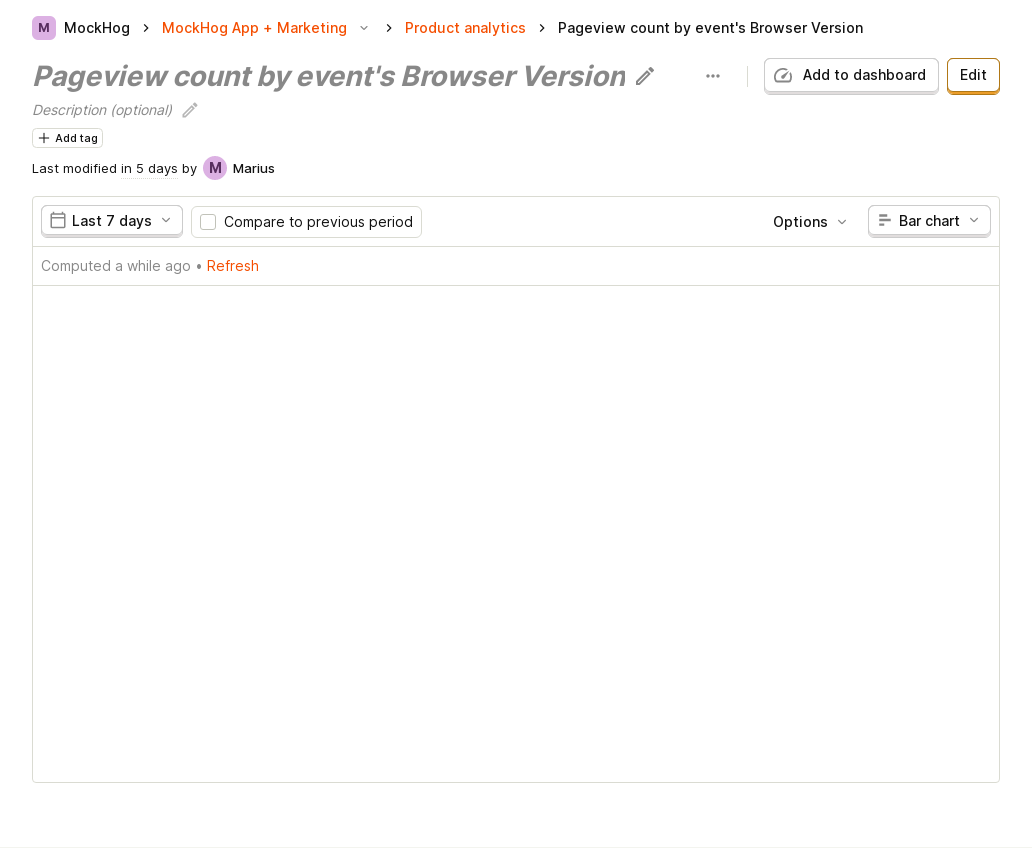 M MockHog MockHog App + Marketing Product analytics Pageview count by event's Browser Version
Pageview count by event's Browser Version Add to dashboard Edit
Description (optional)
Add tag
Last modified in 5 days by M Marius
Last 7 days Compare to previous period Options Bar chart
Computed a while ago • Refresh